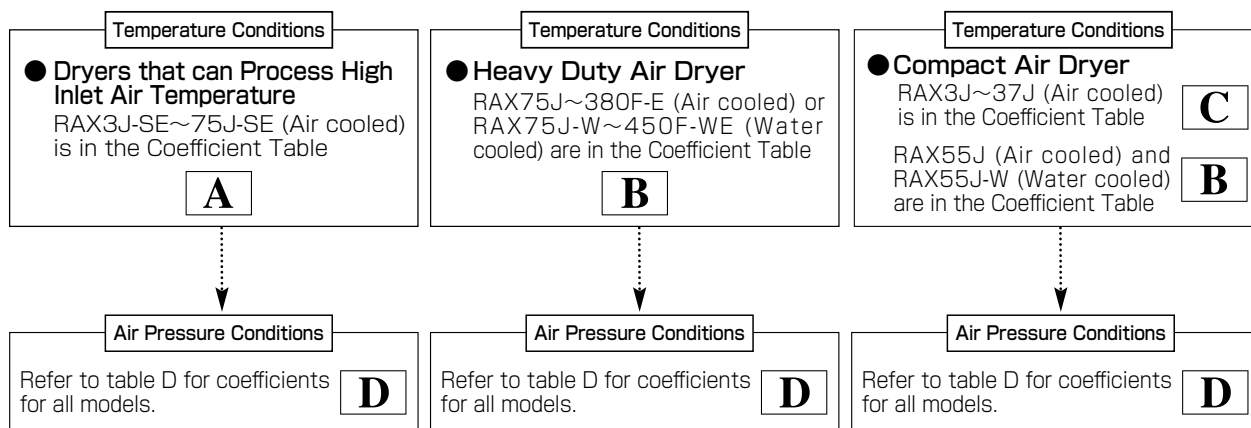 Temperature Conditions
● Dryers that can Process High
Inlet Air Temperature
RAX3J-SE～75J-SE (Air cooled)
is in the Coefficient Table
A
Air Pressure Conditions
Refer to table D for coefficients
for all models.
D
Temperature Conditions
● Heavy Duty Air Dryer
RAX75J～380F-E (Air cooled) or
RAX75J-W～450F-WE (Water
cooled) are in the Coefficient Table
B
Air Pressure Conditions
Refer to table D for coefficients
for all models.
D
Temperature Conditions
● Compact Air Dryer
RAX3J～37J (Air cooled)
is in the Coefficient Table
C
RAX55J (Air cooled) and
RAX55J-W (Water cooled)
are in the Coefficient Table
B
Air Pressure Conditions
Refer to table D for coefficients
for all models.
D